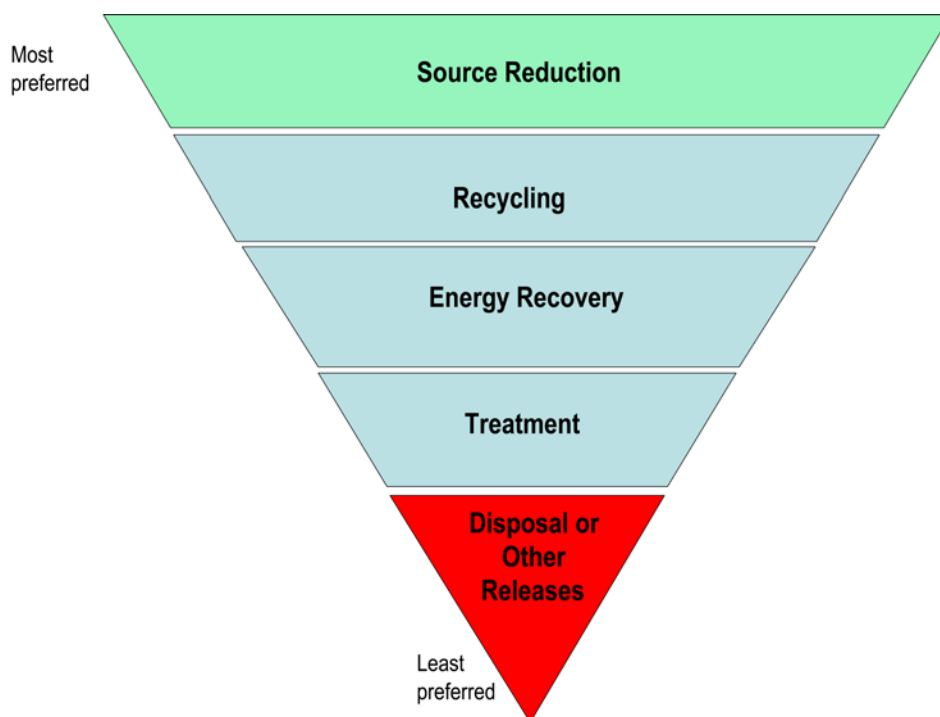 Most
preferred
Source Reduction
Recycling
Energy Recovery
Treatment
Disposal or
Other
Releases
Least
preferred